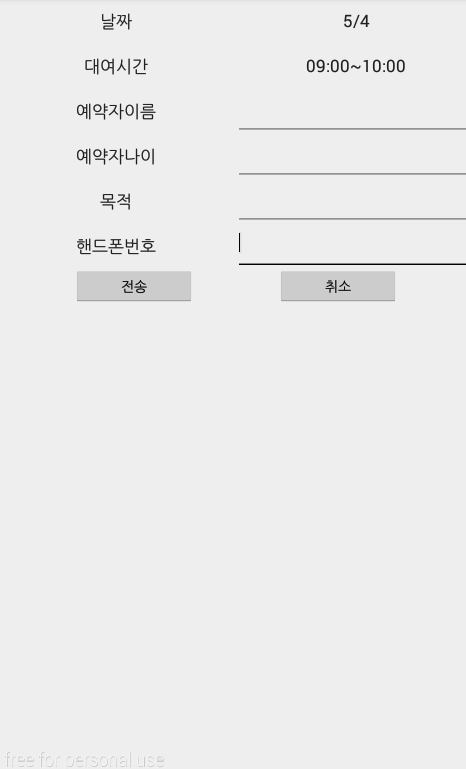 날짜 5/4
대여시간 09:00~10:00
예약자이름
예약자나이
목적
핸드폰번호
전송 취소
free for personal use